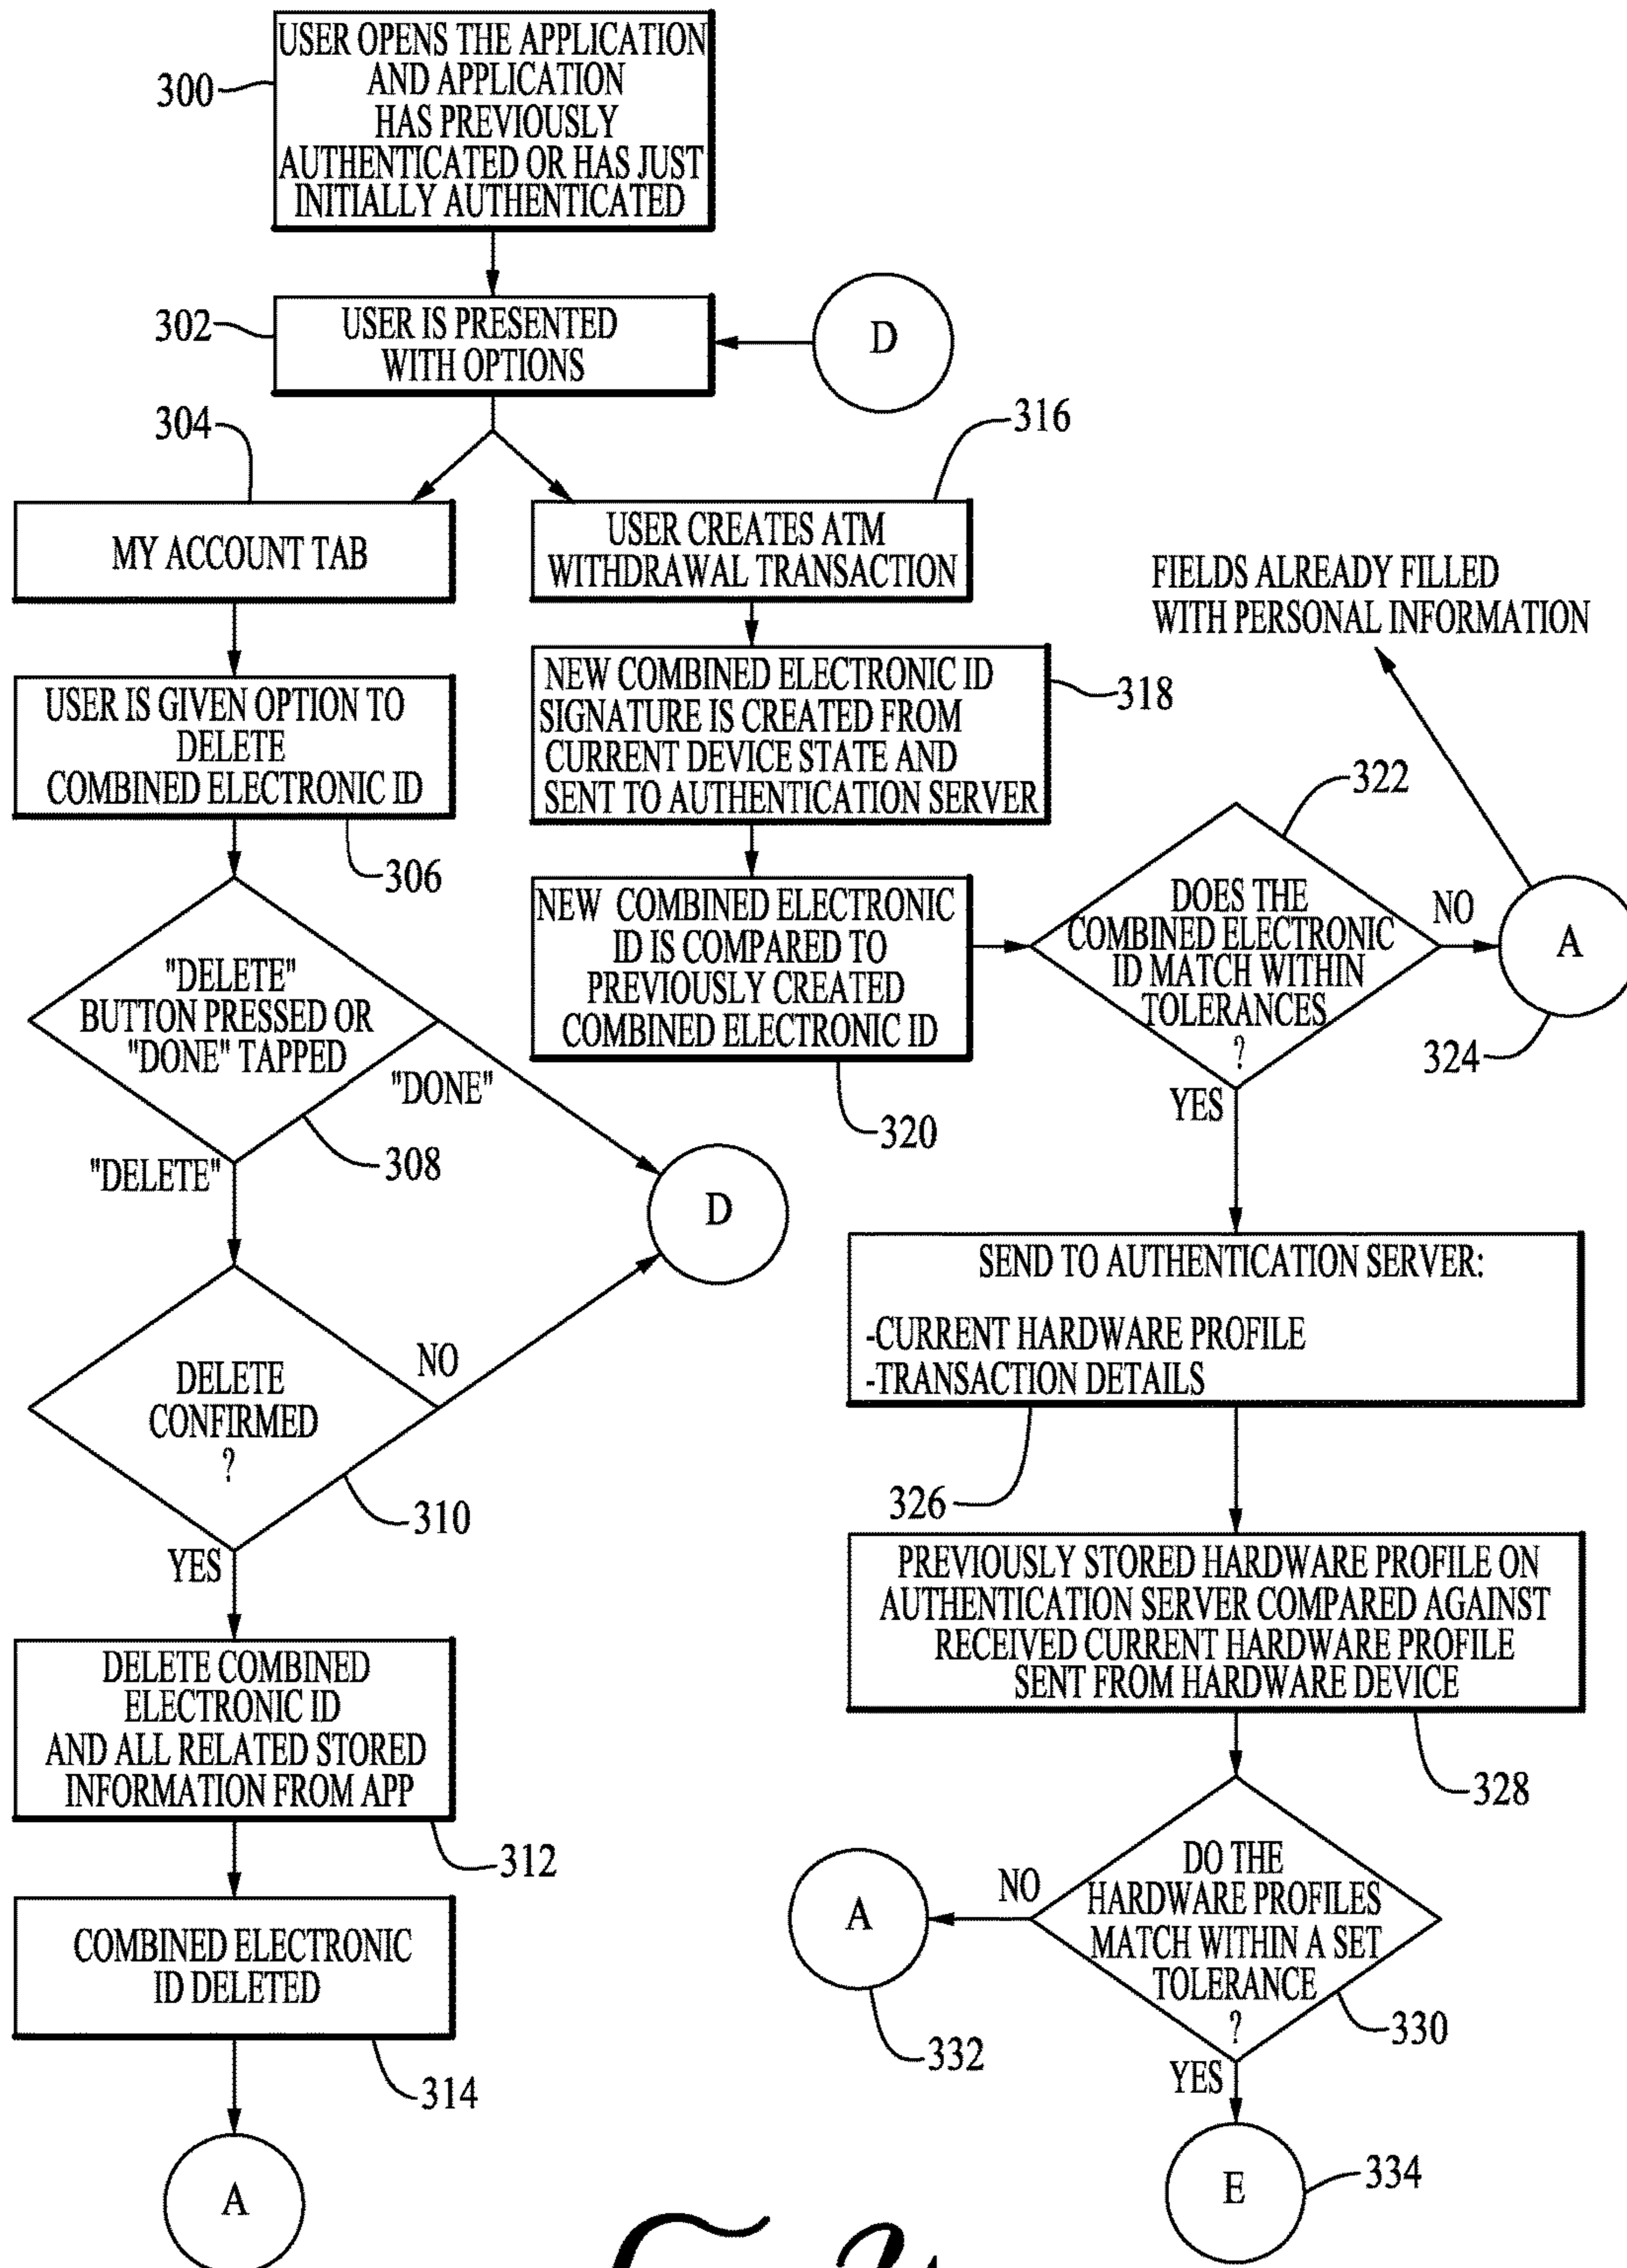 USER OPENS THE APPLICATION
AND APPLICATION
HAS PREVIOUSLY
AUTHENTICATED OR HAS JUST
INITIALLY AUTHENTICATED
300
USER IS PRESENTED
WITH OPTIONS
302
D
304
316
MY ACCOUNT TAB
USER CREATES ATM
WITHDRAWAL TRANSACTION
FIELDS ALREADY FILLED
WITH PERSONAL INFORMATION
USER IS GIVEN OPTION TO
DELETE
COMBINED ELECTRONIC ID
306
NEW COMBINED ELECTRONIC ID
SIGNATURE IS CREATED FROM
CURRENT DEVICE STATE AND
SENT TO AUTHENTICATION SERVER
318
322
NEW COMBINED ELECTRONIC
ID IS COMPARED TO
PREVIOUSLY CREATED
COMBINED ELECTRONIC ID
320
DOES THE
COMBINED ELECTRONIC
ID MATCH WITHIN
TOLERANCES
?
NO
A
324
YES
"DELETE"
BUTTON PRESSED OR
"DONE" TAPPED
"DONE"
308
"DELETE"
D
SEND TO AUTHENTICATION SERVER:
-CURRENT HARDWARE PROFILE
-TRANSACTION DETAILS
326
DELETE
CONFIRMED
?
NO
310
YES
PREVIOUSLY STORED HARDWARE PROFILE ON
AUTHENTICATION SERVER COMPARED AGAINST
RECEIVED CURRENT HARDWARE PROFILE
SENT FROM HARDWARE DEVICE
328
DELETE COMBINED
ELECTRONIC ID
AND ALL RELATED STORED
INFORMATION FROM APP
312
DO THE
HARDWARE PROFILES
MATCH WITHIN A SET
TOLERANCE
?
NO
A
332
330
YES
COMBINED ELECTRONIC
ID DELETED
314
A
E
334